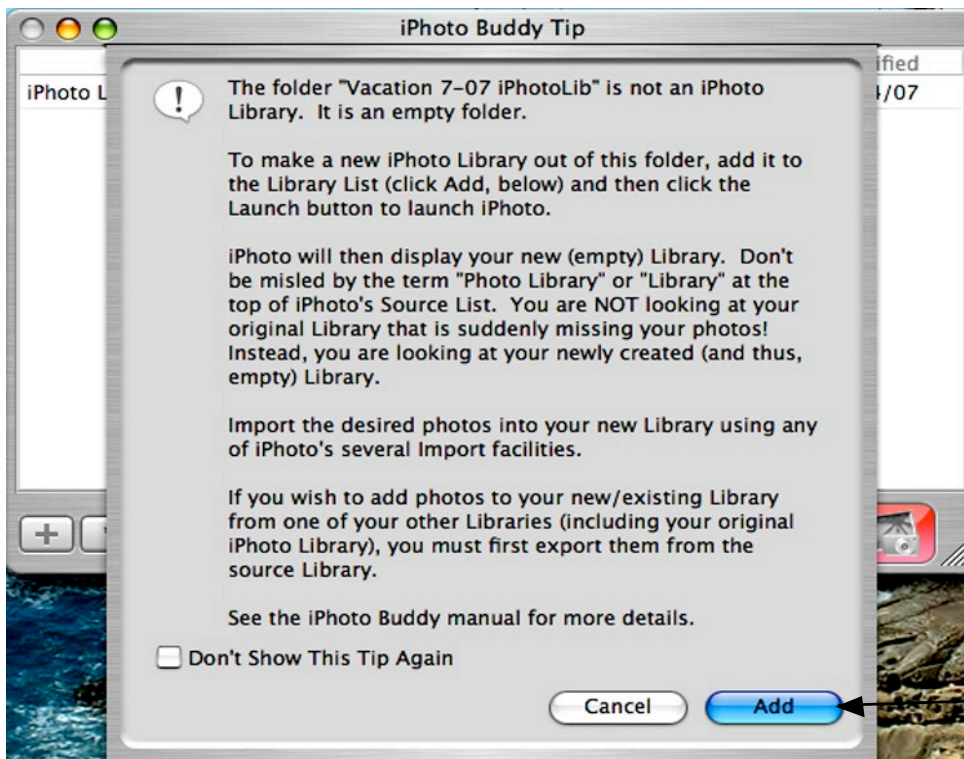 iPhoto Buddy Tip
ified
iPhoto L
/07
The folder "Vacation 7-07 iPhotoLib" is not an iPhoto
Library.  It is an empty folder.
To make a new iPhoto Library out of this folder, add it to
the Library List (click Add, below) and then click the
Launch button to launch iPhoto.
iPhoto will then display your new (empty) Library.  Don't
be misled by the term "Photo Library" or "Library" at the
top of iPhoto's Source List.  You are NOT looking at your
original Library that is suddenly missing your photos!
Instead, you are looking at your newly created (and thus,
empty) Library.
Import the desired photos into your new Library using any
of iPhoto's several Import facilities.
If you wish to add photos to your new/existing Library
from one of your other Libraries (including your original
iPhoto Library), you must first export them from the
source Library.
See the iPhoto Buddy manual for more details.
Don't Show This Tip Again
Cancel
Add